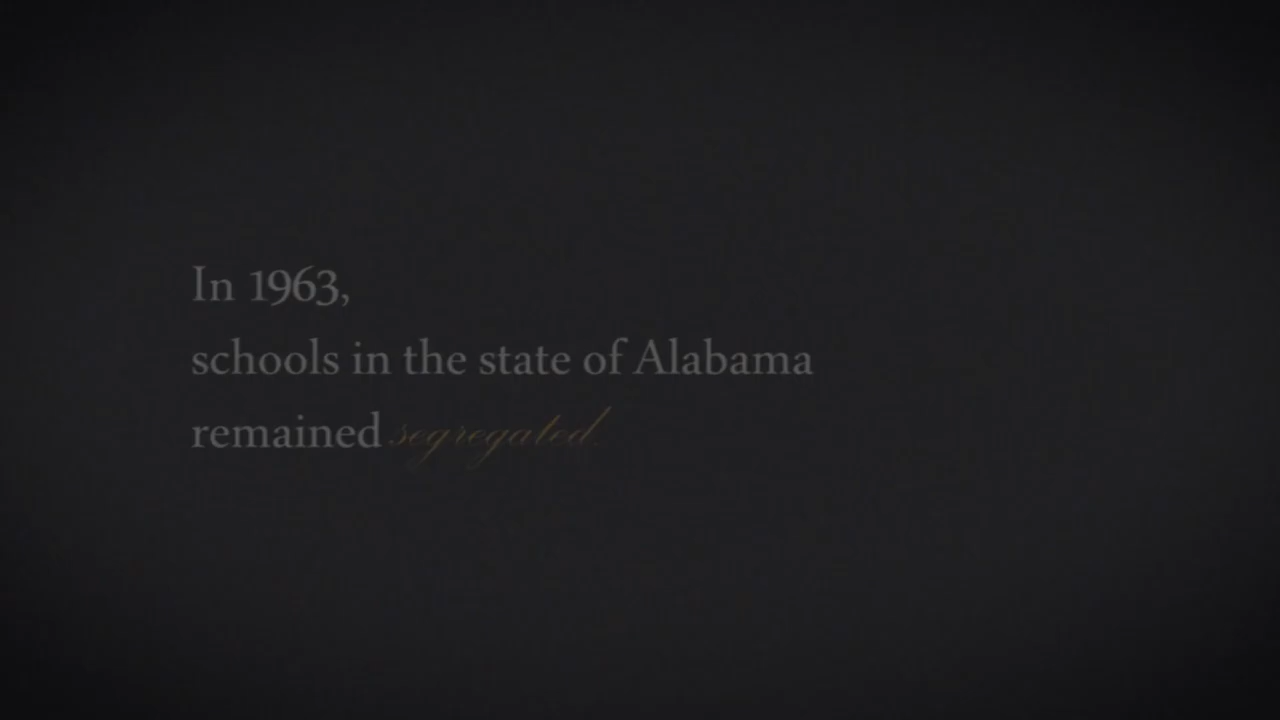 In 1963,
schools in the state of Alabama
remained segregated.